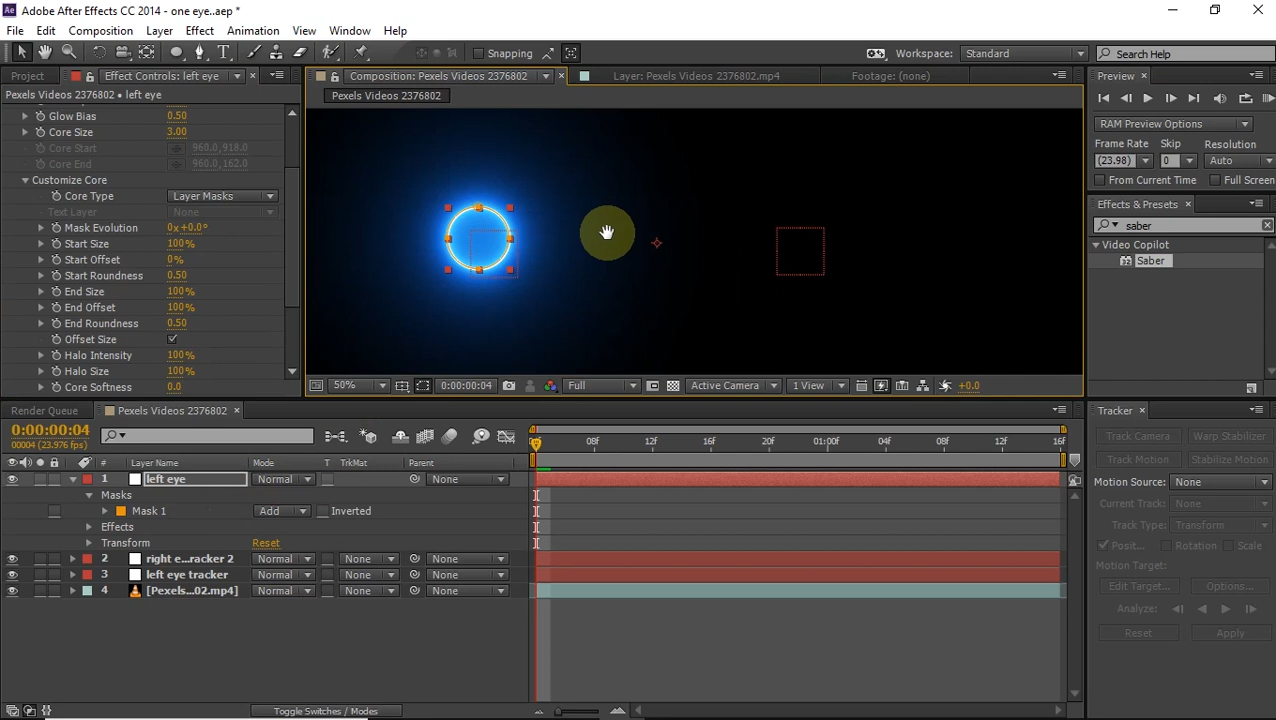 Adobe After Effects CC 2014 - one eye..aep *
File Edit Composition Layer Effect Animation View Window Help
Snapping
Workspace: Standard
Search Help
Project
Effect Controls: left eye
Composition: Pexels Videos 2376802
Layer: Pexels Videos 2376802.mp4
Footage: (none)
Preview
Pexels Videos 2376802 • left eye
Pexels Videos 2376802
Glow Bias 0.50
Core Size 3.00
Core Start 960.0,918.0
Core End 960.0,162.0
Customize Core
Core Type Layer Masks
Text Layer None
Mask Evolution 0x+0.0°
Start Size 100%
Start Offset 0%
Start Roundness 0.50
End Size 100%
End Offset 100%
End Roundness 0.50
Offset Size
Halo Intensity 100%
Halo Size 100%
Core Softness 0.0
RAM Preview Options
Frame Rate Skip Resolution
(23.98) 0 Auto
From Current Time Full Screen
Effects & Presets
saber
Video Copilot
Saber
50% 0:00:00:04 Full Active Camera 1 View +0.0
Render Queue
Pexels Videos 2376802
0:00:00:04
00004 (23.976 fps)
08f 12f 16f 20f 01:00f 04f 08f 12f 16f
# Layer Name Mode T TrkMat Parent
1 left eye Normal None
Masks
Mask 1 Add Inverted
Effects
Transform Reset
2 right e...racker 2 Normal None None
3 left eye tracker Normal None None
4 [Pexels...02.mp4] Normal None None
Toggle Switches / Modes
Tracker
Track Camera Warp Stabilizer
Track Motion Stabilize Motion
Motion Source: None
Current Track: None
Track Type: Transform
Posit... Rotation Scale
Motion Target:
Edit Target... Options...
Analyze:
Reset Apply